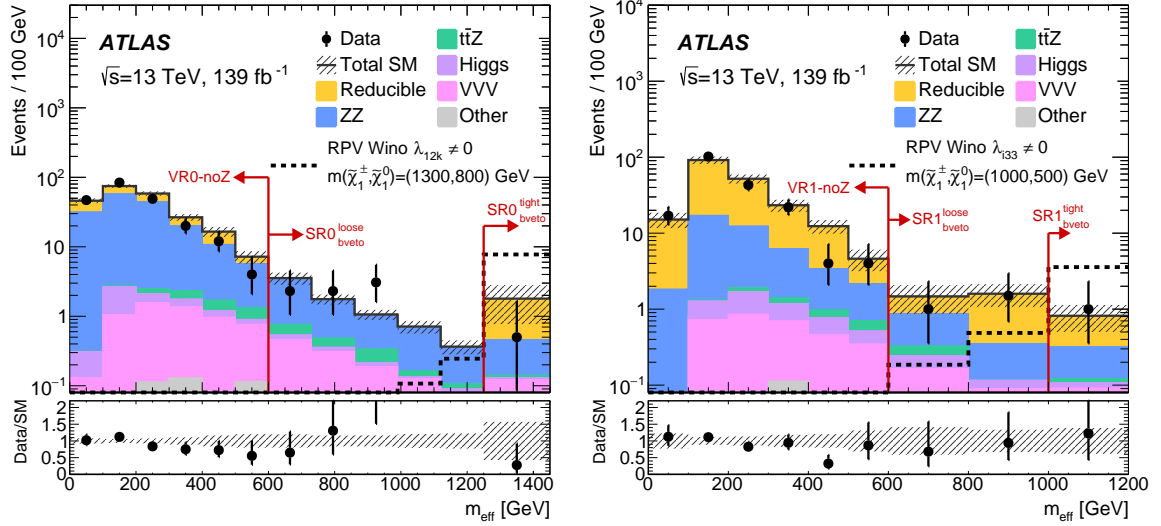 ATLAS
√s=13 TeV, 139 fb⁻¹
Data
Total SM
Reducible
ZZ
tt̄Z
Higgs
VVV
Other
RPV Wino λ₁₂ₖ ≠ 0
m(χ̃₁±,χ̃₁⁰)=(1300,800) GeV
VR0-noZ
SR0 loose bveto
SR0 tight bveto
Events / 100 GeV
10⁴
10³
10²
10
1
10⁻¹
Data/SM
2
1.5
1
0.5
0
0 200 400 600 800 1000 1200 1400
m_eff [GeV]
ATLAS
√s=13 TeV, 139 fb⁻¹
Data
Total SM
Reducible
ZZ
tt̄Z
Higgs
VVV
Other
RPV Wino λᵢ₃₃ ≠ 0
m(χ̃₁±,χ̃₁⁰)=(1000,500) GeV
VR1-noZ
SR1 loose bveto
SR1 tight bveto
Events / 100 GeV
10⁴
10³
10²
10
1
10⁻¹
Data/SM
2
1.5
1
0.5
0
0 200 400 600 800 1000 1200
m_eff [GeV]